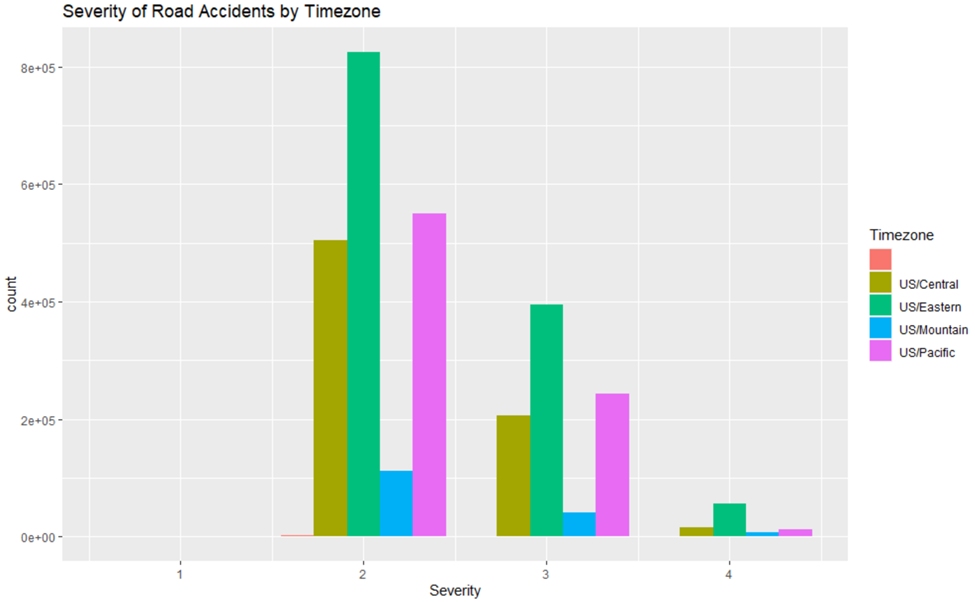 Severity of Road Accidents by Timezone
count
8e+05
6e+05
4e+05
2e+05
0e+00
1 2 3 4
Severity
Timezone
US/Central
US/Eastern
US/Mountain
US/Pacific